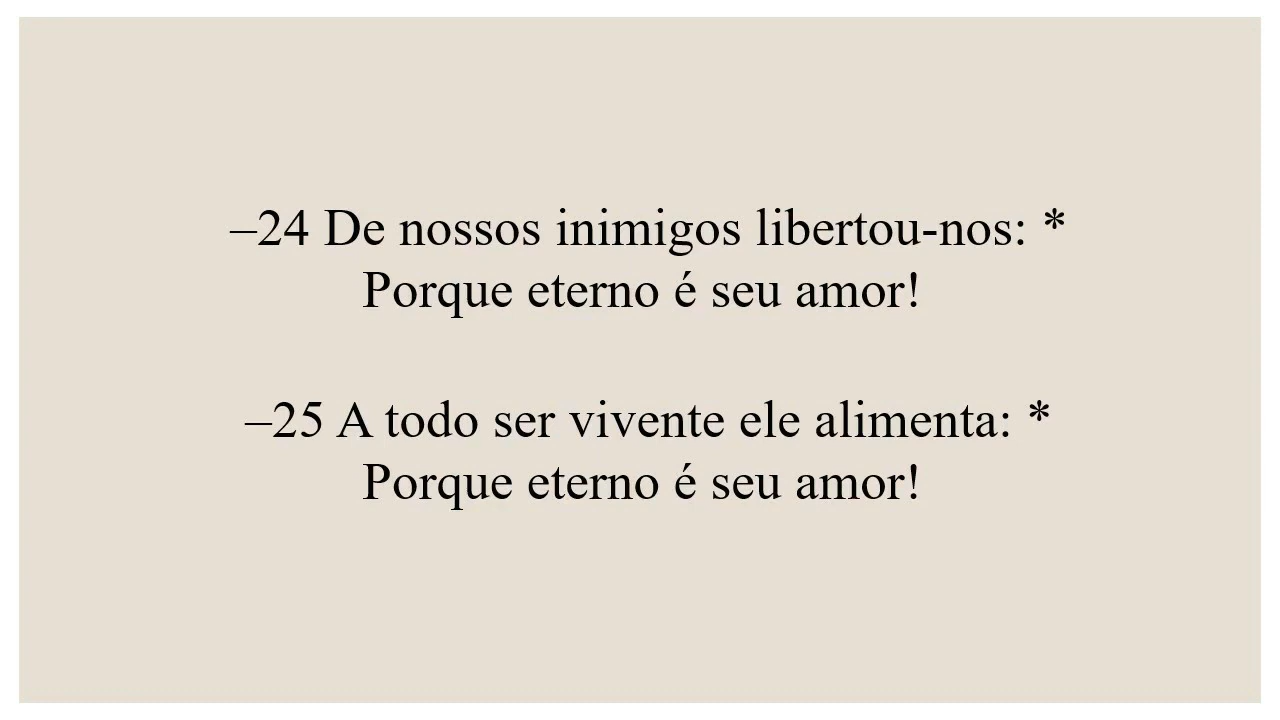 –24 De nossos inimigos libertou-nos: *
Porque eterno é seu amor!
–25 A todo ser vivente ele alimenta: *
Porque eterno é seu amor!